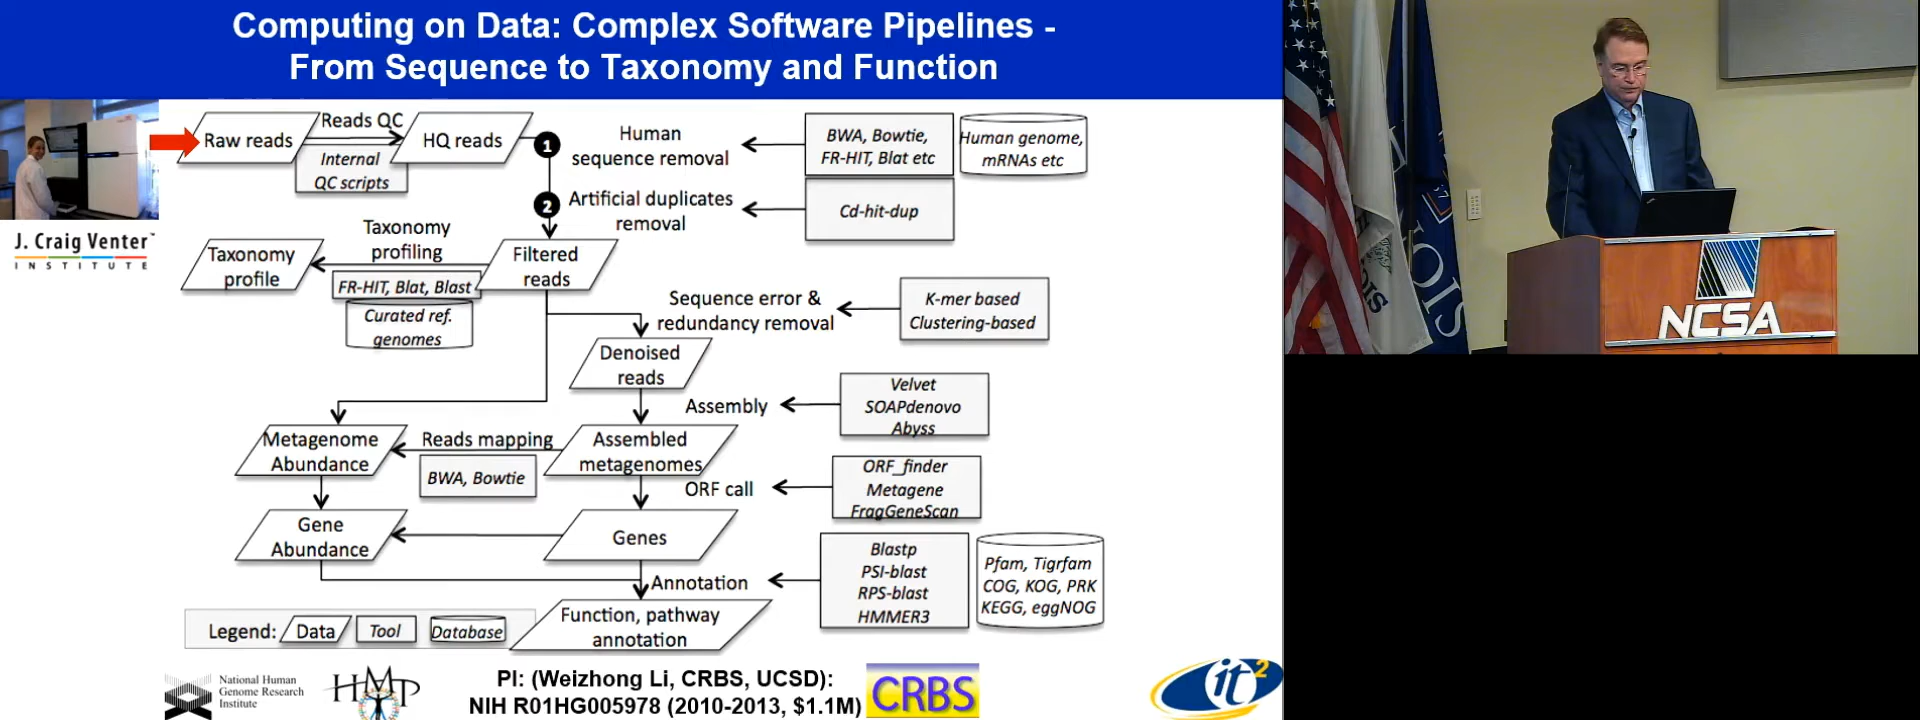 Computing on Data: Complex Software Pipelines -
From Sequence to Taxonomy and Function
Raw reads
Reads QC
Internal
QC scripts
HQ reads
1
Human
sequence removal
BWA, Bowtie,
FR-HIT, Blat etc
Human genome,
mRNAs etc
2
Artificial duplicates
removal
Cd-hit-dup
J. Craig Venter™
INSTITUTE
Taxonomy
profile
Taxonomy
profiling
FR-HIT, Blat, Blast
Curated ref.
genomes
Filtered
reads
Sequence error &
redundancy removal
K-mer based
Clustering-based
Denoised
reads
Assembly
Velvet
SOAPdenovo
Abyss
Metagenome
Abundance
Reads mapping
BWA, Bowtie
Assembled
metagenomes
ORF call
ORF_finder
Metagene
FragGeneScan
Gene
Abundance
Genes
Annotation
Blastp
PSI-blast
RPS-blast
HMMER3
Pfam, Tigrfam
COG, KOG, PRK
KEGG, eggNOG
Function, pathway
annotation
Legend:
Data
Tool
Database
National Human
Genome Research
Institute
HMP
PI: (Weizhong Li, CRBS, UCSD):
NIH R01HG005978 (2010-2013, $1.1M)
CRBS
it2
NCSA